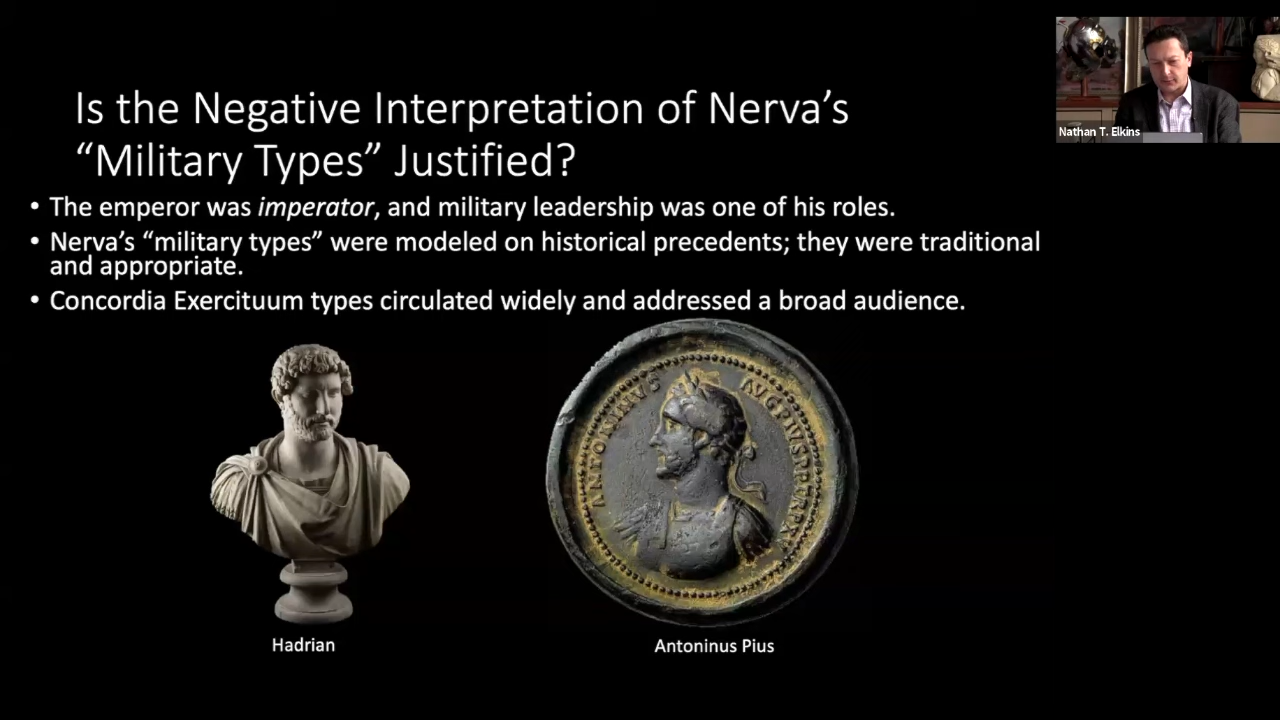 Is the Negative Interpretation of Nerva's
"Military Types" Justified?
• The emperor was imperator, and military leadership was one of his roles.
• Nerva's "military types" were modeled on historical precedents; they were traditional
and appropriate.
• Concordia Exercituum types circulated widely and addressed a broad audience.
ANTONINVS AVGPIVSPPTRP
Hadrian
Antoninus Pius
Nathan T. Elkins